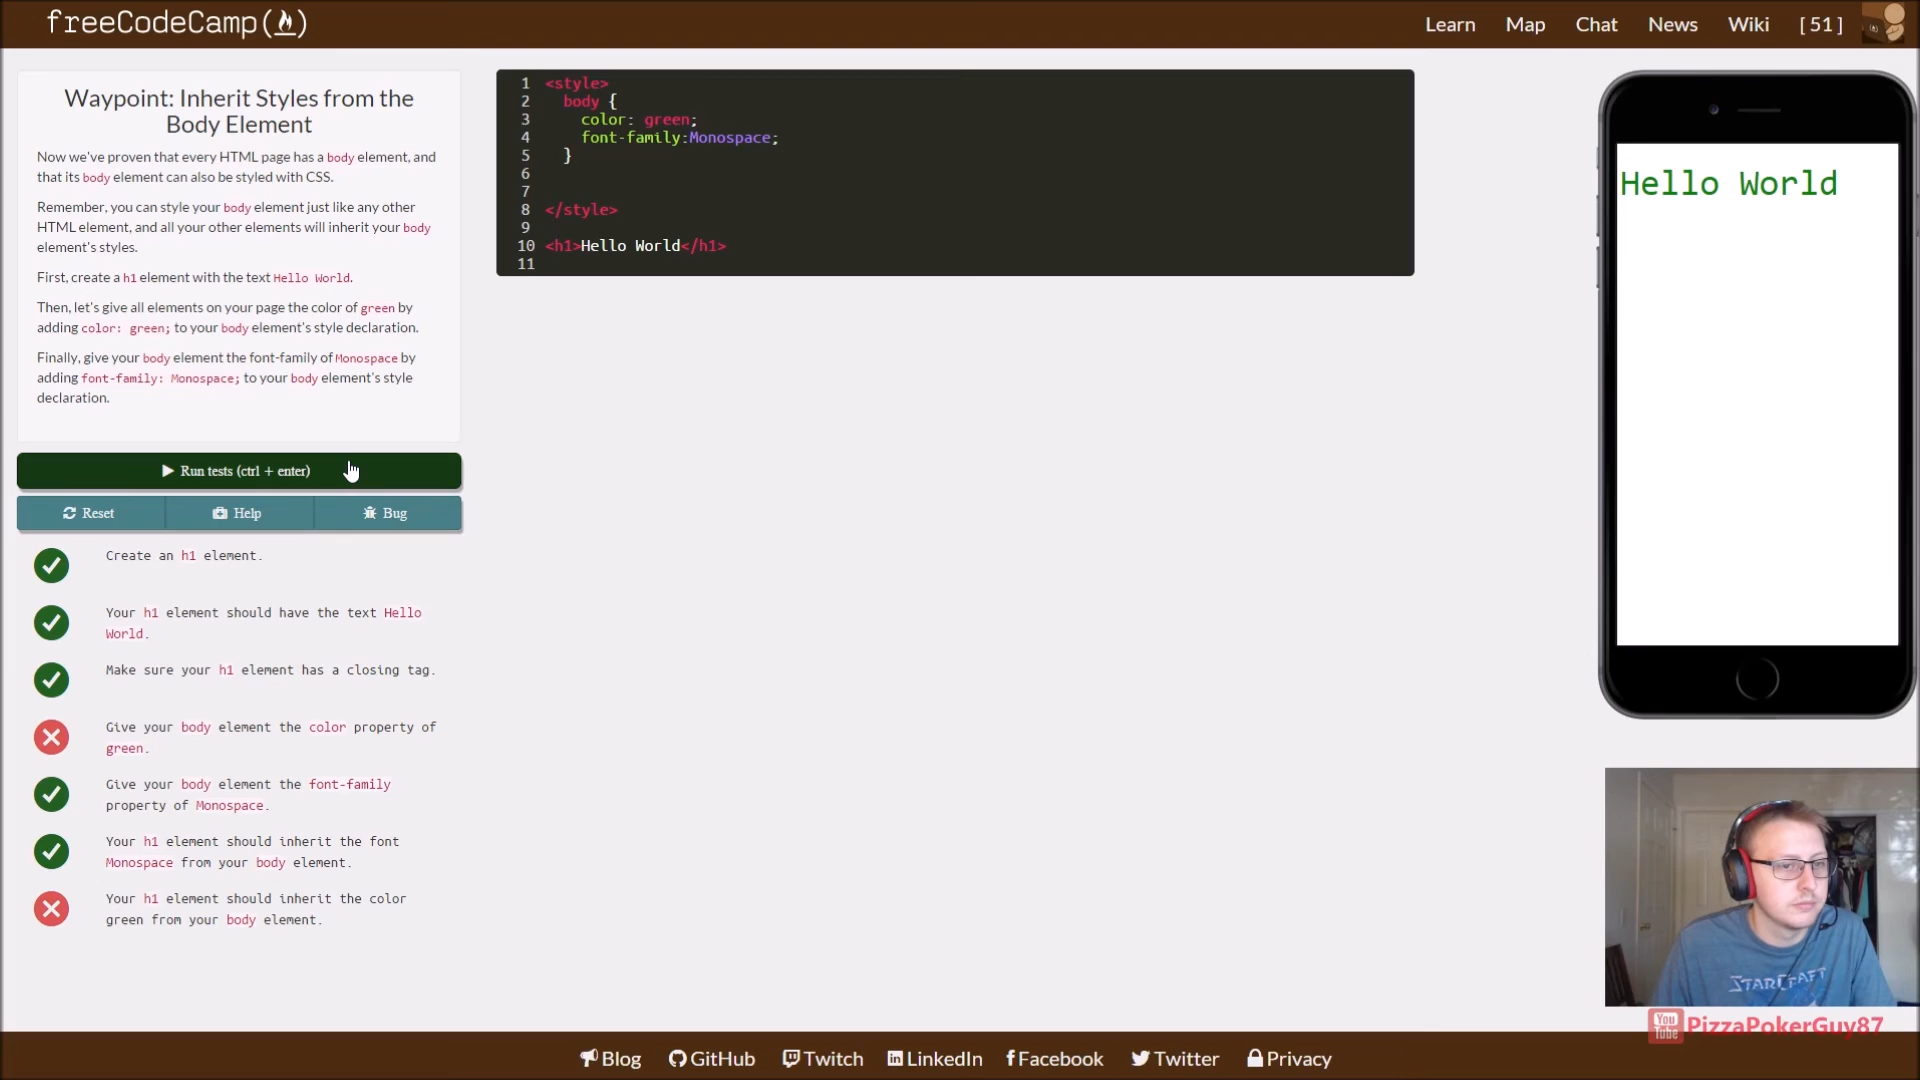 freeCodeCamp
Learn Map Chat News Wiki [ 51 ]
Waypoint: Inherit Styles from the
Body Element
Now we've proven that every HTML page has a body element, and
that its body element can also be styled with CSS.
Remember, you can style your body element just like any other
HTML element, and all your other elements will inherit your body
element's styles.
First, create a h1 element with the text Hello World.
Then, let's give all elements on your page the color of green by
adding color: green; to your body element's style declaration.
Finally, give your body element the font-family of Monospace by
adding font-family: Monospace; to your body element's style
declaration.
Run tests (ctrl + enter)
Reset Help Bug
Create an h1 element.
Your h1 element should have the text Hello
World.
Make sure your h1 element has a closing tag.
Give your body element the color property of
green.
Give your body element the font-family
property of Monospace.
Your h1 element should inherit the font
Monospace from your body element.
Your h1 element should inherit the color
green from your body element.
1 <style>
2 body {
3 color: green;
4 font-family:Monospace;
5 }
6
7
8 </style>
9
10 <h1>Hello World</h1>
11
Hello World
STARCRAFT
You Tube PizzaPokerGuy87
Blog GitHub Twitch LinkedIn Facebook Twitter Privacy